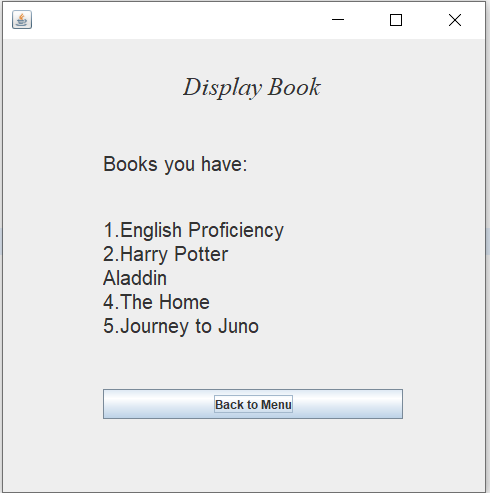 Display Book
Books you have:
1.English Proficiency
2.Harry Potter
Aladdin
4.The Home
5.Journey to Juno
Back to Menu